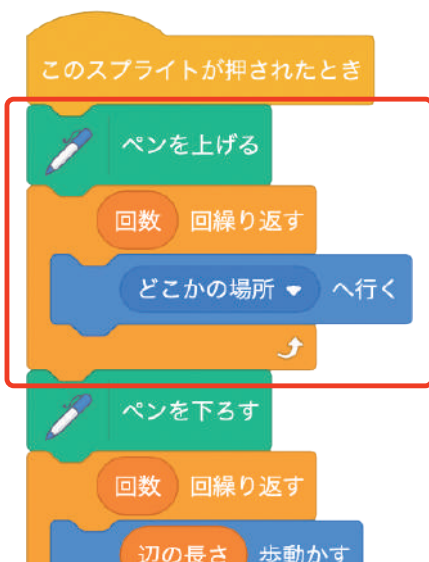 このスプライトが押されたとき
ペンを上げる
回数 回繰り返す
どこかの場所 へ行く
ペンを下ろす
回数 回繰り返す
辺の長さ 歩動かす